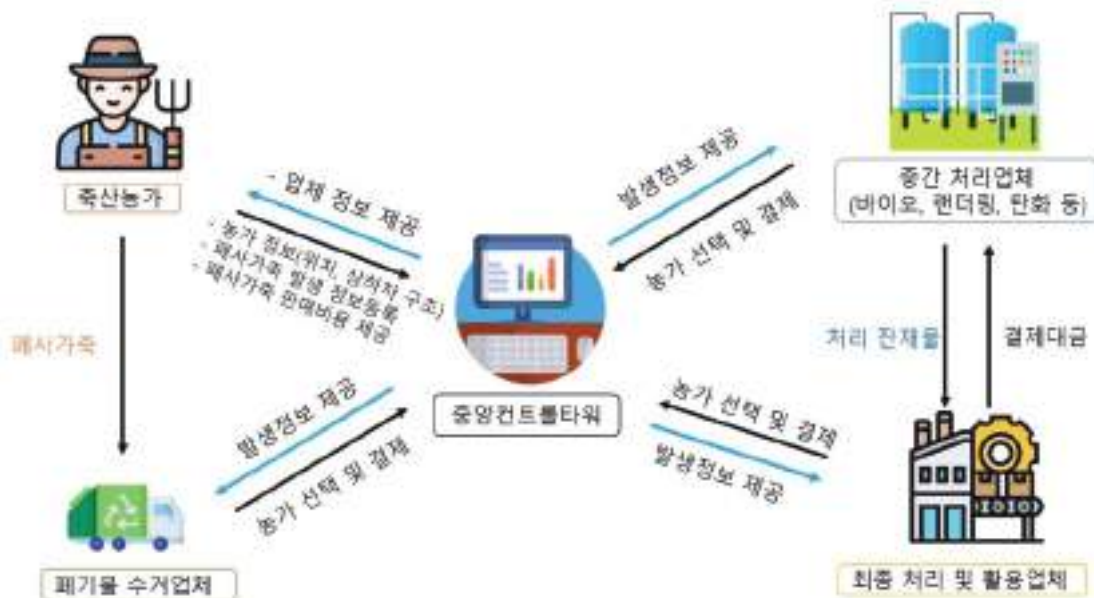 축산농가
- 업체 정보 제공
- 농가 정보(위치, 상하차 구조)
- 폐사가축 발생 정보등록
- 폐사가축 판매비용 제공
발생정보 제공
농가 선택 및 결제
중간 처리업체
(바이오, 랜더링, 탄화 등)
폐사가축
중앙컨트롤타워
처리 잔재물
결제대금
발생정보 제공
농가 선택 및 결제
농가 선택 및 결제
발생정보 제공
폐기물 수거업체
최종 처리 및 활용업체